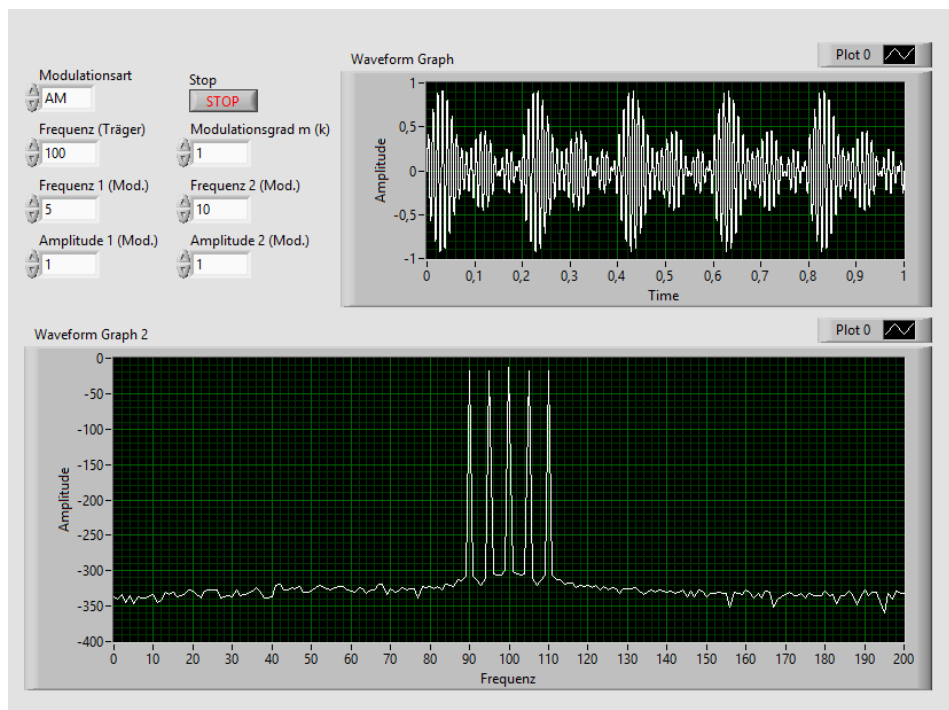 Modulationsart
AM
Stop
STOP
Frequenz (Träger)
100
Modulationsgrad m (k)
1
Frequenz 1 (Mod.)
5
Frequenz 2 (Mod.)
10
Amplitude 1 (Mod.)
1
Amplitude 2 (Mod.)
1
Waveform Graph
Plot 0
Amplitude
1
0,5
0
-0,5
-1
0 0,1 0,2 0,3 0,4 0,5 0,6 0,7 0,8 0,9 1
Time
Waveform Graph 2
Plot 0
Amplitude
0
-50
-100
-150
-200
-250
-300
-350
-400
0 10 20 30 40 50 60 70 80 90 100 110 120 130 140 150 160 170 180 190 200
Frequenz